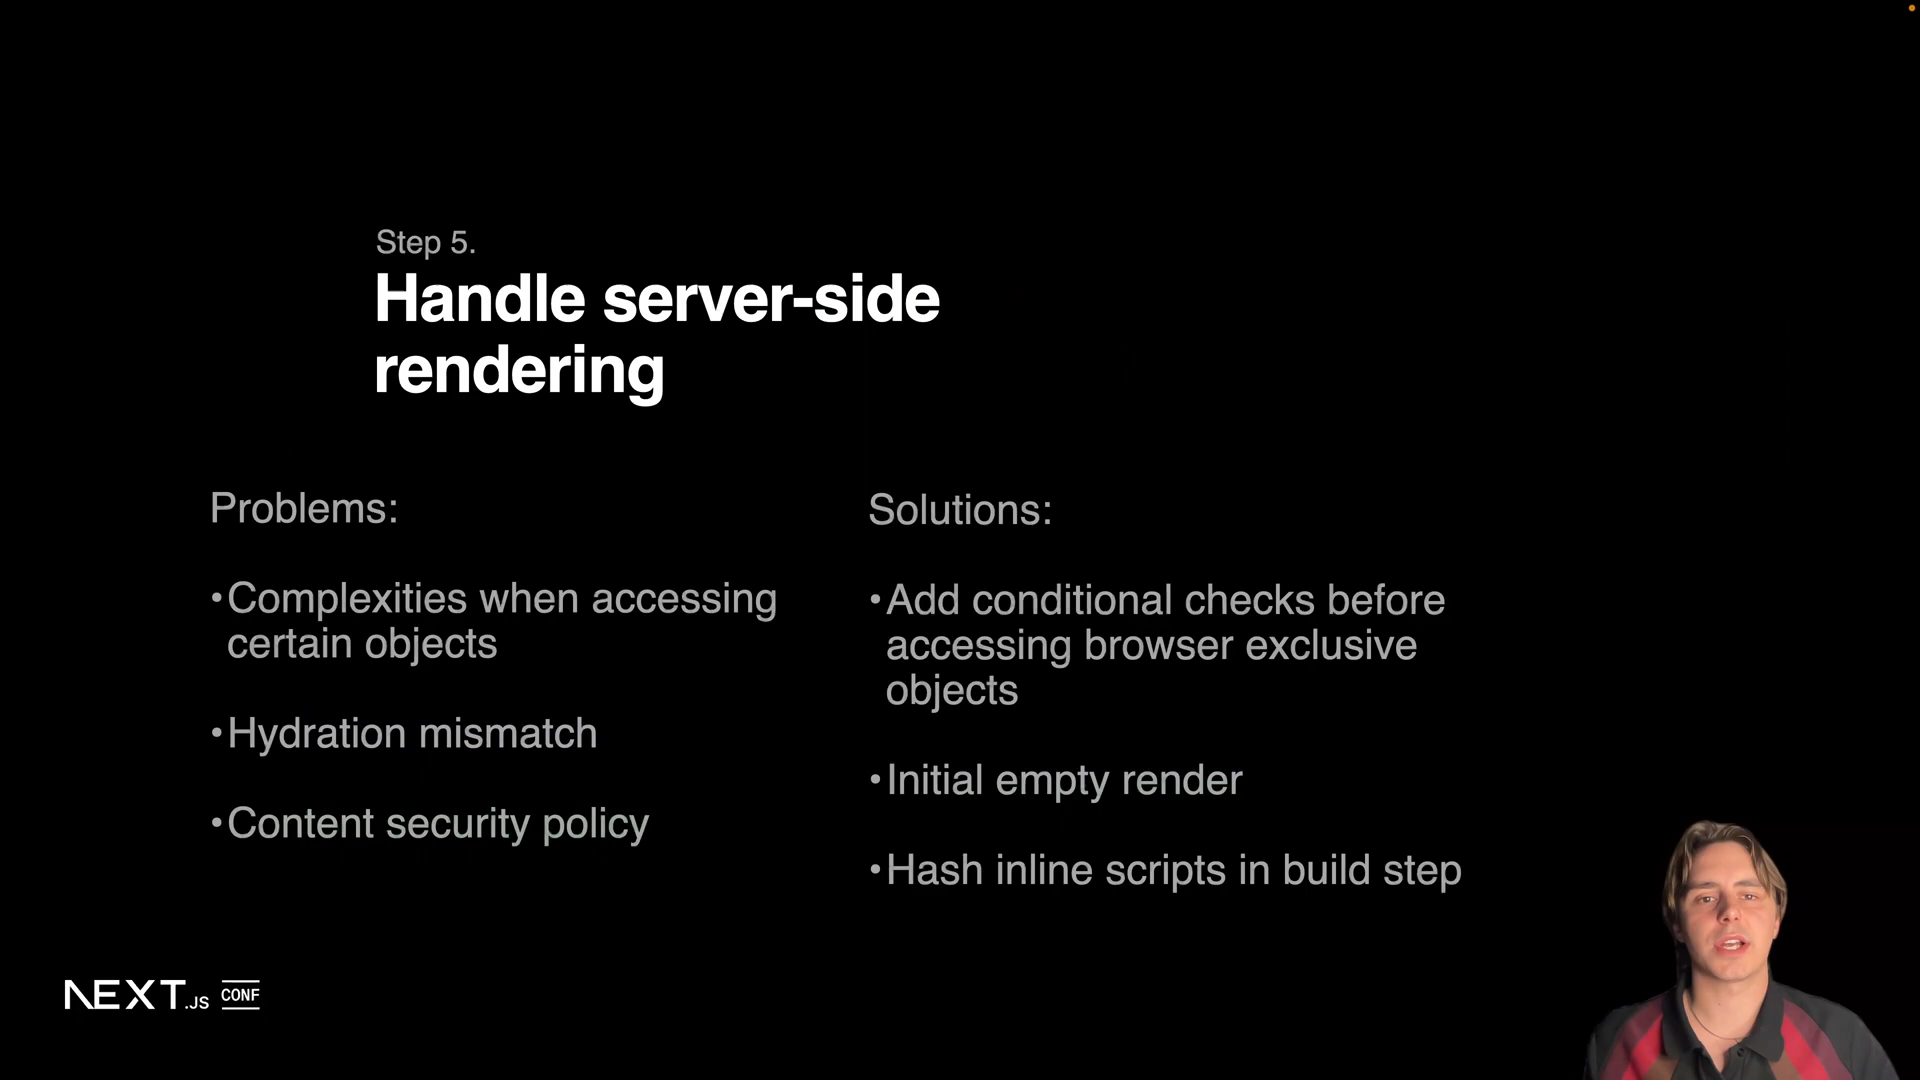 Step 5.
Handle server-side
rendering
Problems:
•Complexities when accessing
certain objects
•Hydration mismatch
•Content security policy
Solutions:
•Add conditional checks before
accessing browser exclusive
objects
•Initial empty render
•Hash inline scripts in build step
NEXT.JS CONF